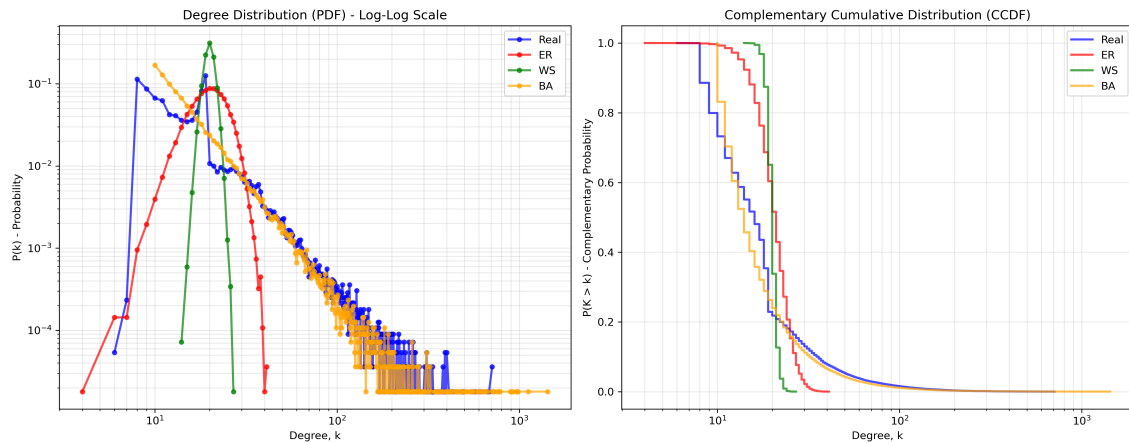 Degree Distribution (PDF) - Log-Log Scale
P(k) - Probability
10⁻¹
10⁻²
10⁻³
10⁻⁴
10¹
10²
10³
Degree, k
Real
ER
WS
BA
Complementary Cumulative Distribution (CCDF)
P(K > k) - Complementary Probability
1.0
0.8
0.6
0.4
0.2
0.0
10¹
10²
10³
Degree, k
Real
ER
WS
BA